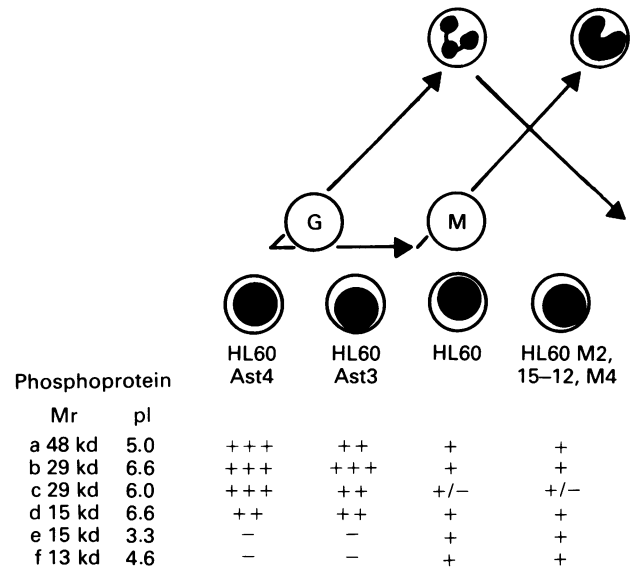 G M
HL60 HL60 HL60 HL60 M2,
Ast4 Ast3 15–12, M4
Phosphoprotein
Mr pI
a 48 kd 5.0 +++ ++ + +
b 29 kd 6.6 +++ +++ + +
c 29 kd 6.0 +++ ++ +/– +/–
d 15 kd 6.6 ++ ++ + +
e 15 kd 3.3 – – + +
f 13 kd 4.6 – – + +